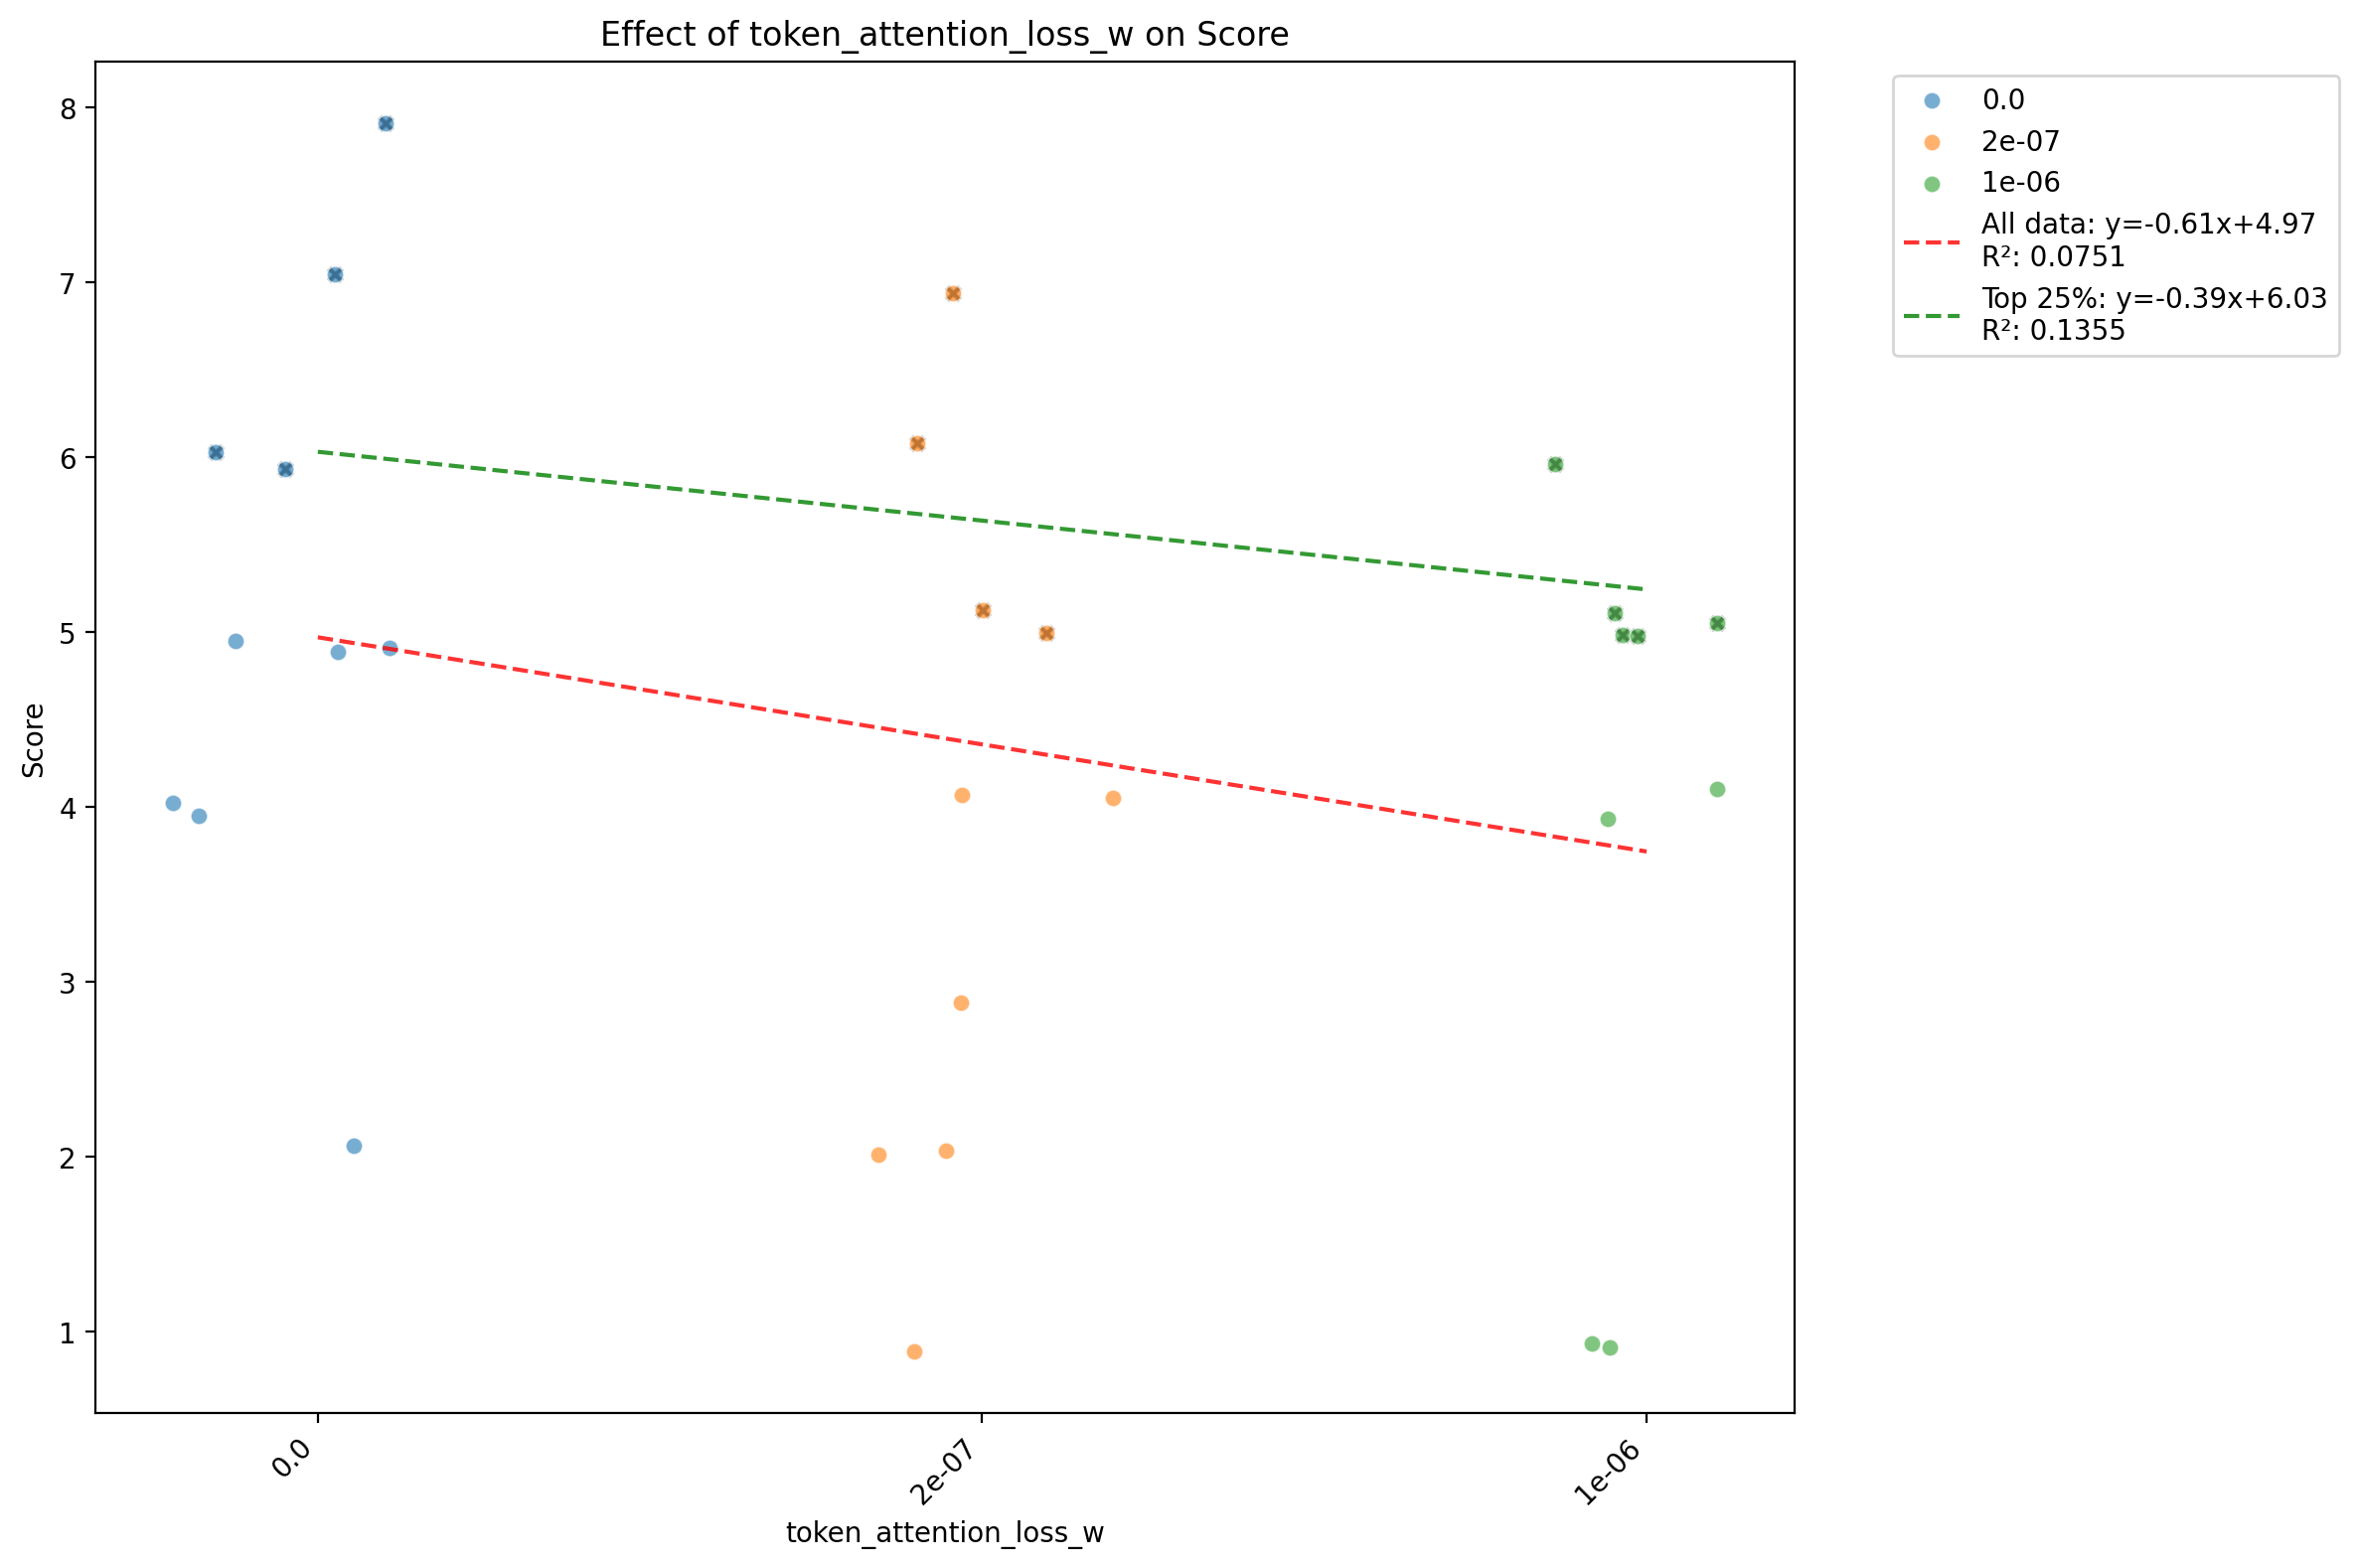 Effect of token_attention_loss_w on Score
8
7
6
5
4
3
2
1
Score
0.0
2e-07
1e-06
token_attention_loss_w
0.0
2e-07
1e-06
All data: y=-0.61x+4.97
R²: 0.0751
Top 25%: y=-0.39x+6.03
R²: 0.1355